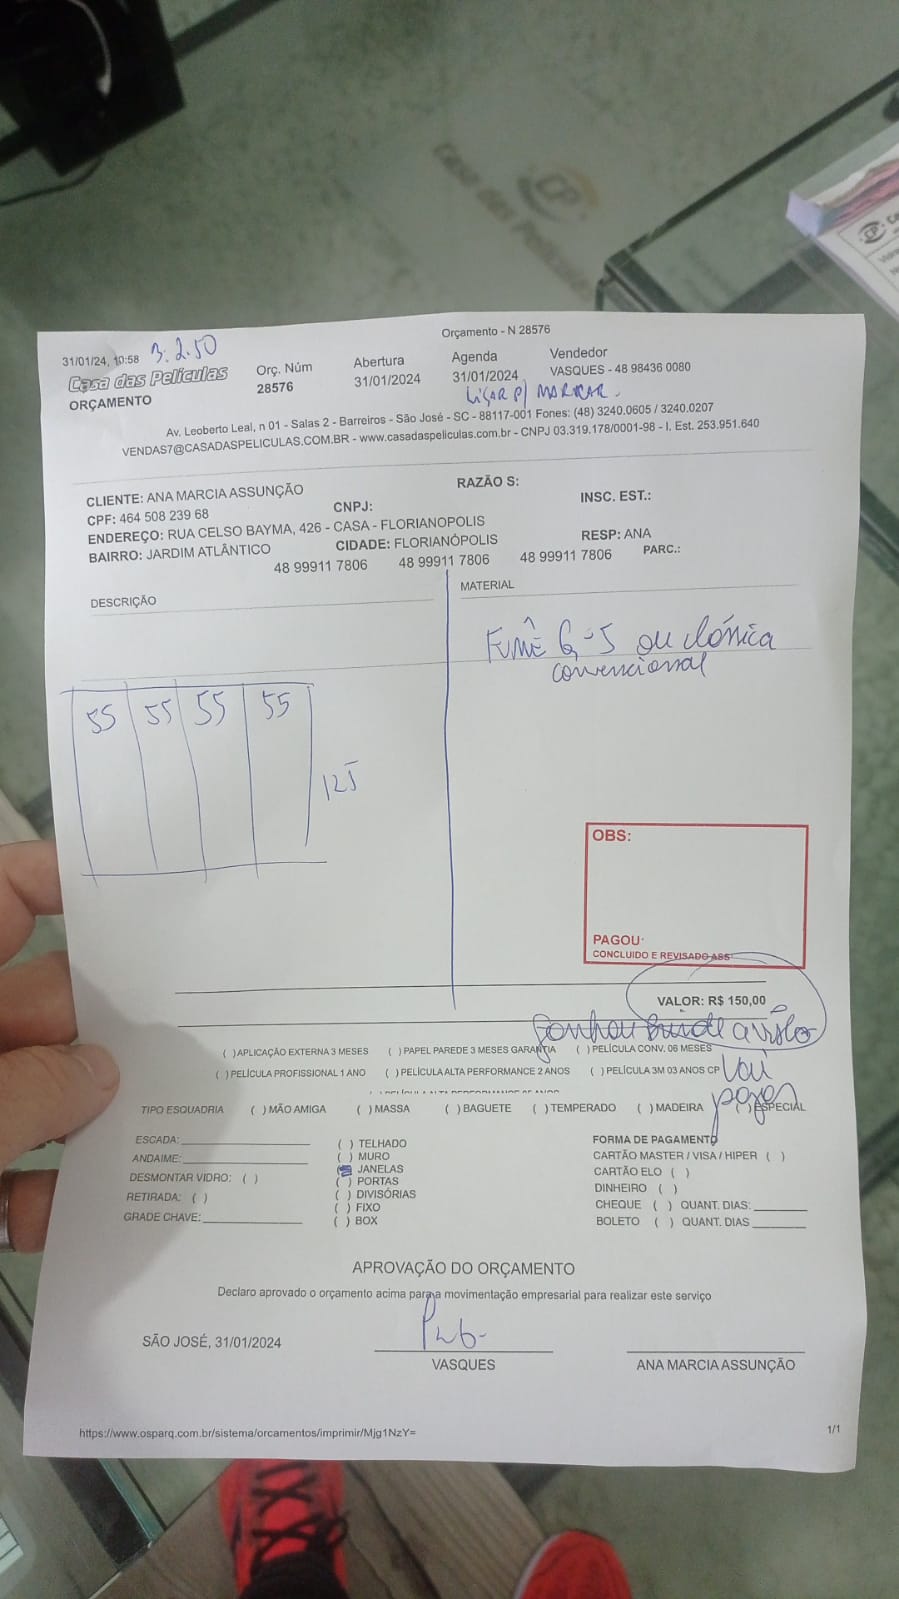 Orçamento - N 28576
31/01/24, 10:58 3.2.50
Casa das Películas
ORÇAMENTO
Orç. Núm
28576
Abertura
31/01/2024
Agenda
31/01/2024
LIGAR P/ MARCAR.
Vendedor
VASQUES - 48 98436 0080
Av. Leoberto Leal, n 01 - Salas 2 - Barreiros - São José - SC - 88117-001 Fones: (48) 3240.0605 / 3240.0207
VENDAS7@CASADASPELICULAS.COM.BR - www.casadaspeliculas.com.br - CNPJ 03.319.178/0001-98 - I. Est. 253.951.640
CLIENTE: ANA MARCIA ASSUNÇÃO RAZÃO S:
CPF: 464 508 239 68 CNPJ: INSC. EST.:
ENDEREÇO: RUA CELSO BAYMA, 426 - CASA - FLORIANOPOLIS
BAIRRO: JARDIM ATLÂNTICO CIDADE: FLORIANÓPOLIS RESP: ANA
48 99911 7806 48 99911 7806 48 99911 7806 PARC.:
DESCRIÇÃO
MATERIAL
FUMÊ G-5 ou clássica
convencional
55 55 55 55
125
OBS:
PAGOU:
CONCLUIDO E REVISADO ASS
VALOR: R$ 150,00
Ganhou
( )APLICAÇÃO EXTERNA 3 MESES ( ) PAPEL PAREDE 3 MESES GARANTIA ( ) PELÍCULA CONV. 06 MESES
( )PELÍCULA PROFISSIONAL 1 ANO ( )PELÍCULA ALTA PERFORMANCE 2 ANOS ( ) PELÍCULA 3M 03 ANOS CP Vai
TIPO ESQUADRIA ( ) MÃO AMIGA ( ) MASSA ( ) BAGUETE ( ) TEMPERADO ( ) MADEIRA ( ) ESPECIAL
ESCADA:
ANDAIME:
DESMONTAR VIDRO: ( )
RETIRADA: ( )
GRADE CHAVE:
( ) TELHADO
( ) MURO
( ) JANELAS
( ) PORTAS
( ) DIVISÓRIAS
( ) FIXO
( ) BOX
FORMA DE PAGAMENTO
CARTÃO MASTER / VISA / HIPER ( )
CARTÃO ELO ( )
DINHEIRO ( )
CHEQUE ( ) QUANT. DIAS:
BOLETO ( ) QUANT. DIAS
APROVAÇÃO DO ORÇAMENTO
Declaro aprovado o orçamento acima para a movimentação empresarial para realizar este serviço
SÃO JOSÉ, 31/01/2024
VASQUES
ANA MARCIA ASSUNÇÃO
https://www.osparq.com.br/sistema/orcamentos/imprimir/Mjg1NzY=
1/1
Casa das Películas
CP